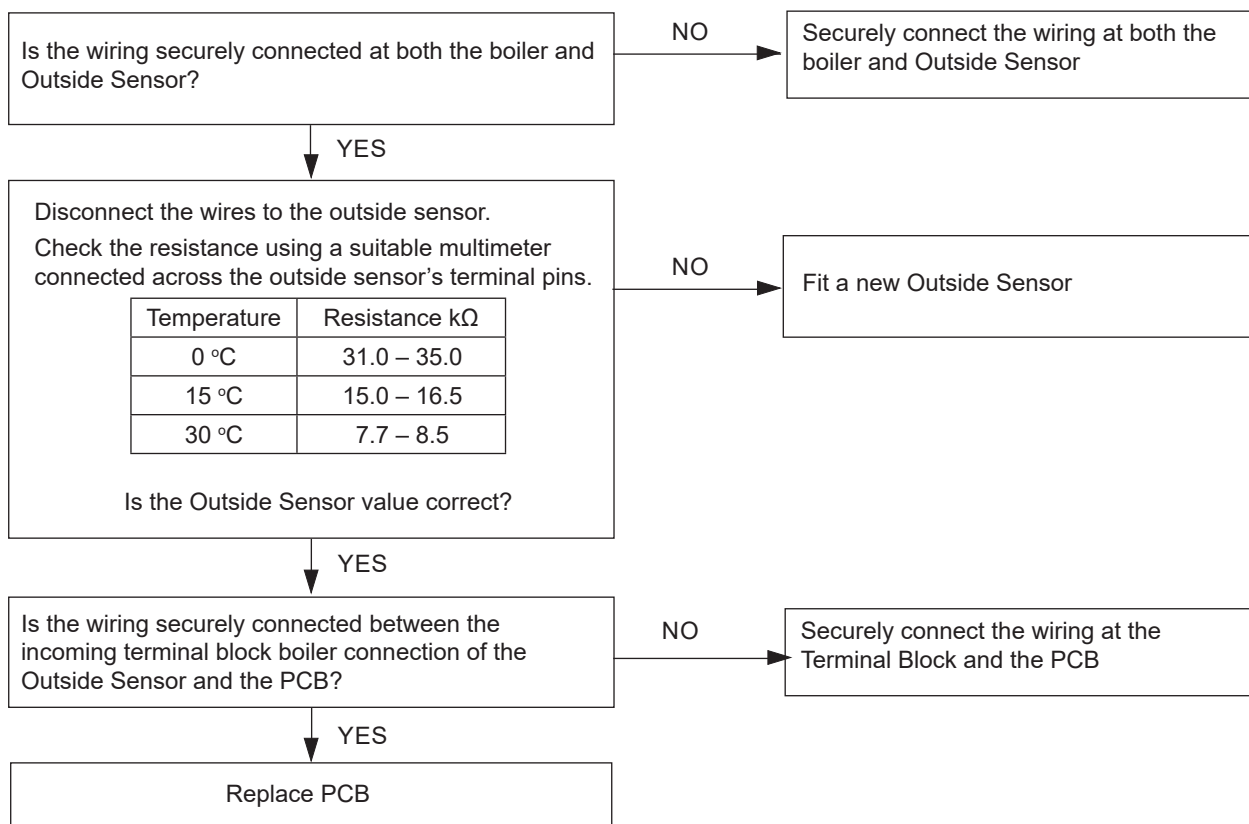 Is the wiring securely connected at both the boiler and
Outside Sensor?
NO
Securely connect the wiring at both the
boiler and Outside Sensor
YES
Disconnect the wires to the outside sensor.
Check the resistance using a suitable multimeter
connected across the outside sensor’s terminal pins.
Temperature Resistance kΩ
0 ºC 31.0 – 35.0
15 ºC 15.0 – 16.5
30 ºC 7.7 – 8.5
Is the Outside Sensor value correct?
NO
Fit a new Outside Sensor
YES
Is the wiring securely connected between the
incoming terminal block boiler connection of the
Outside Sensor and the PCB?
NO
Securely connect the wiring at the
Terminal Block and the PCB
YES
Replace PCB